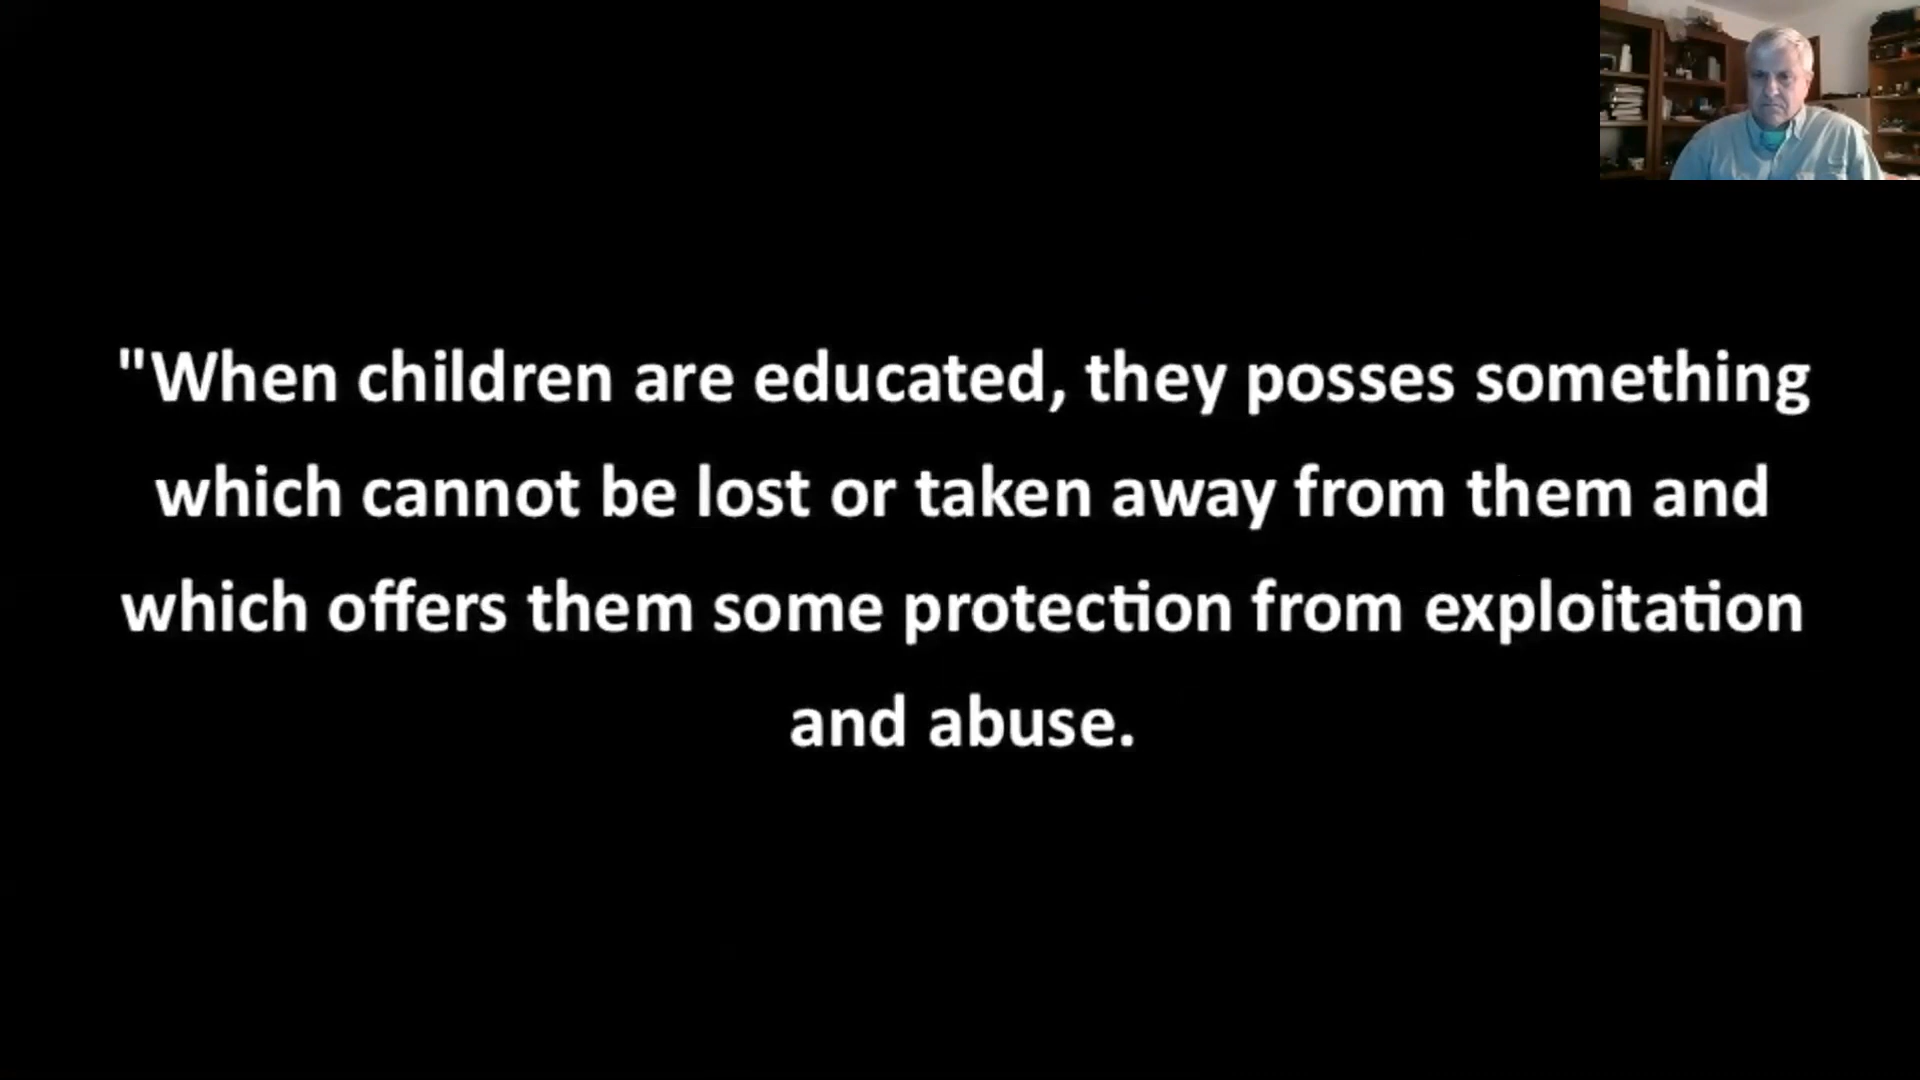 "When children are educated, they posses something
which cannot be lost or taken away from them and
which offers them some protection from exploitation
and abuse.